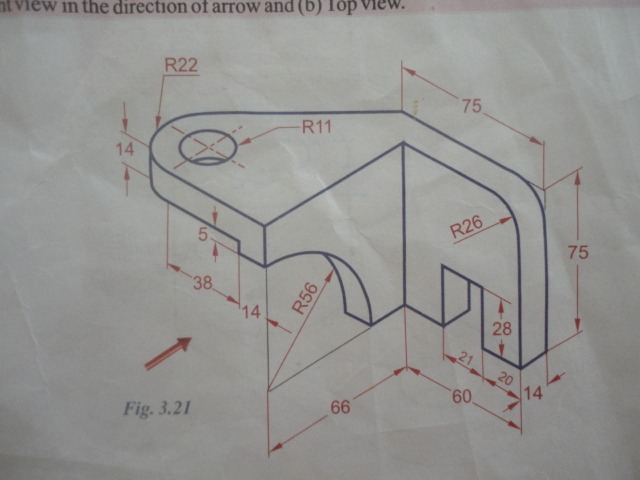 nt view in the direction of arrow and (b) Top view.
R22
75
14
R11
R26
75
5
38
R56
14
28
21
20
14
66
60
Fig. 3.21